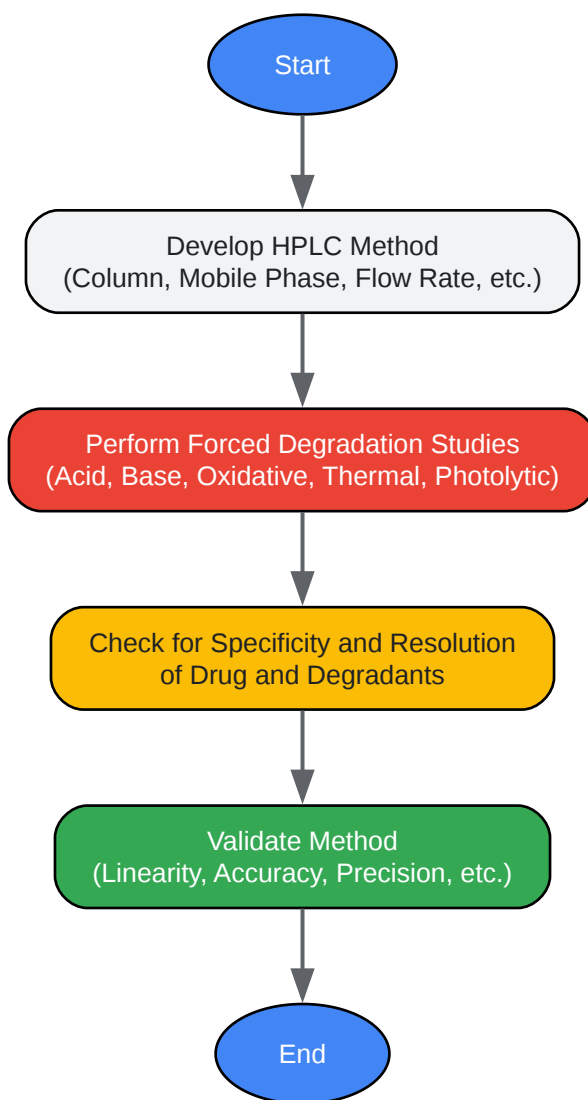 Start
Develop HPLC Method
(Column, Mobile Phase, Flow Rate, etc.)
Perform Forced Degradation Studies
(Acid, Base, Oxidative, Thermal, Photolytic)
Check for Specificity and Resolution
of Drug and Degradants
Validate Method
(Linearity, Accuracy, Precision, etc.)
End